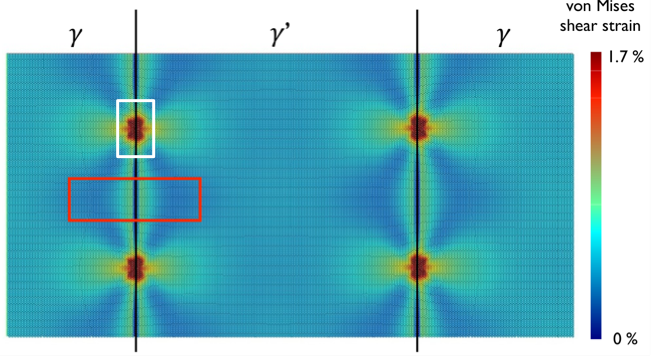 von Mises
shear strain
γ
γ'
γ
1.7 %
0 %